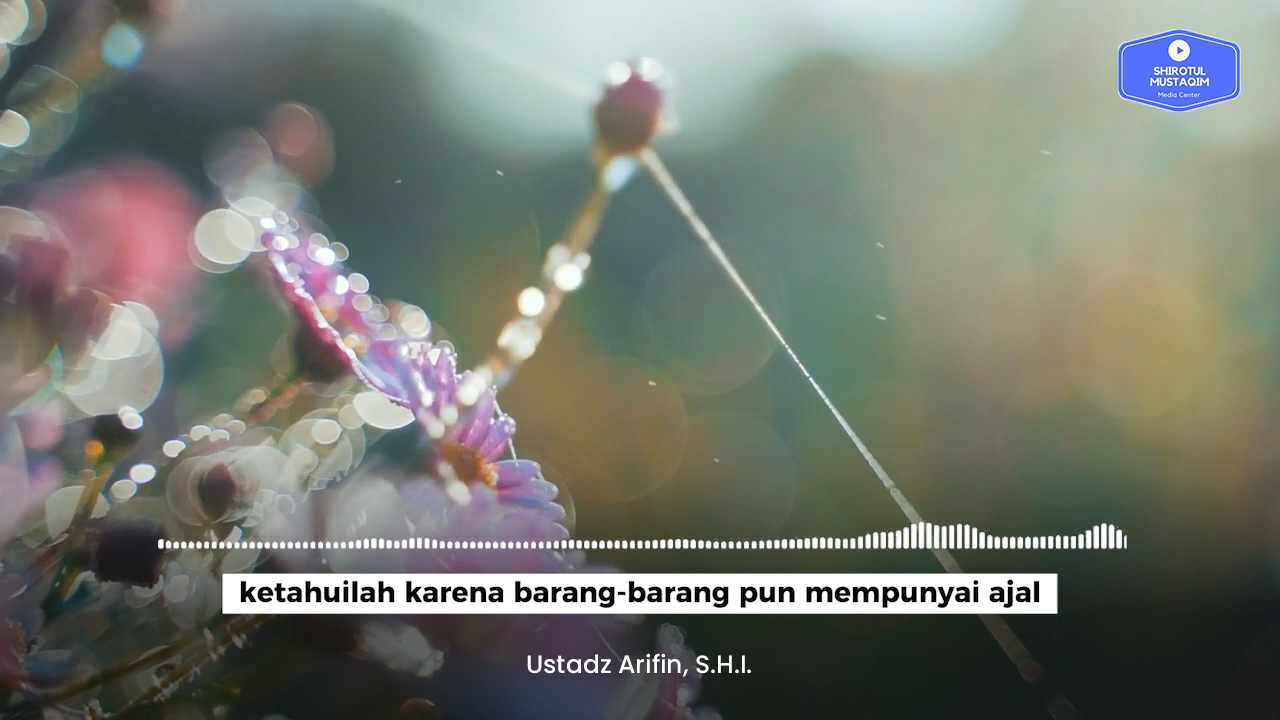 SHIROTUL
MUSTAQIM
Media Center
ketahuilah karena barang-barang pun mempunyai ajal
Ustadz Arifin, S.H.I.